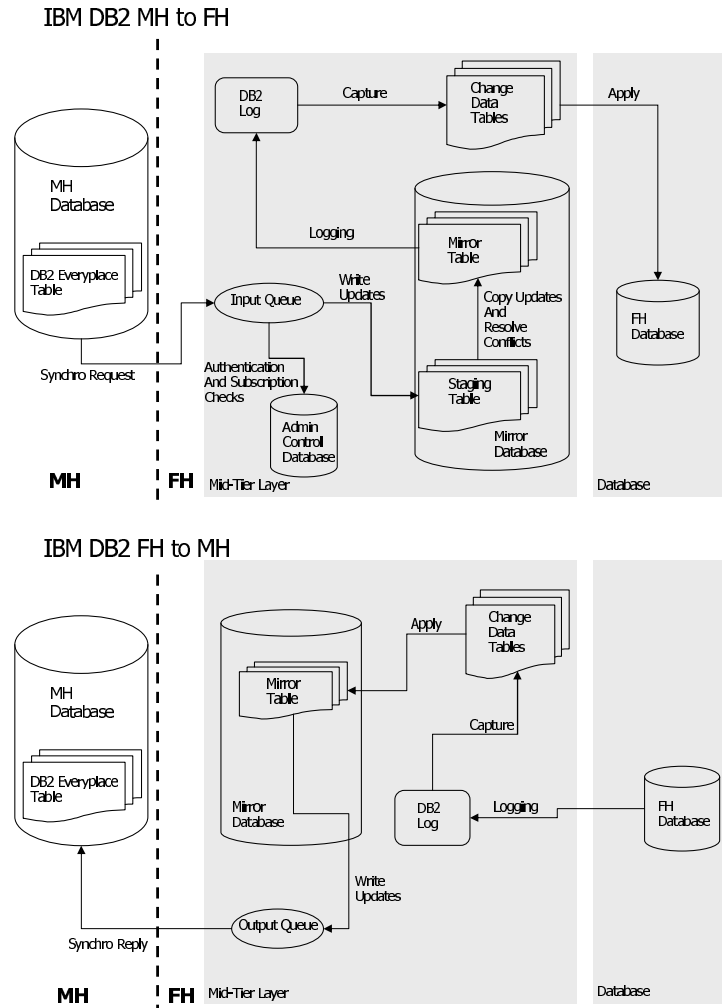 IBM DB2 MH to FH
DB2
Log
Capture
Change
Data
Tables
Apply
MH
Database
DB2 Everyplace
Table
Logging
Mirror
Table
Input Queue
Write
Updates
Copy Updates
And
Resolve
Conflicts
FH
Database
Synchro Request
Authentication
And Subscription
Checks
Staging
Table
Admin
Controll
Database
Mirror Database
MH
FH
Mid-Tier Layer
Database
IBM DB2 FH to MH
MH
Database
DB2 Everyplace
Table
Mirror
Table
Apply
Change
Data
Tables
Capture
Mirror
Database
DB2
Log
Logging
FH
Database
Write
Updates
Output Queue
Synchro Reply
MH
FH
Mid-Tier Layer
Database